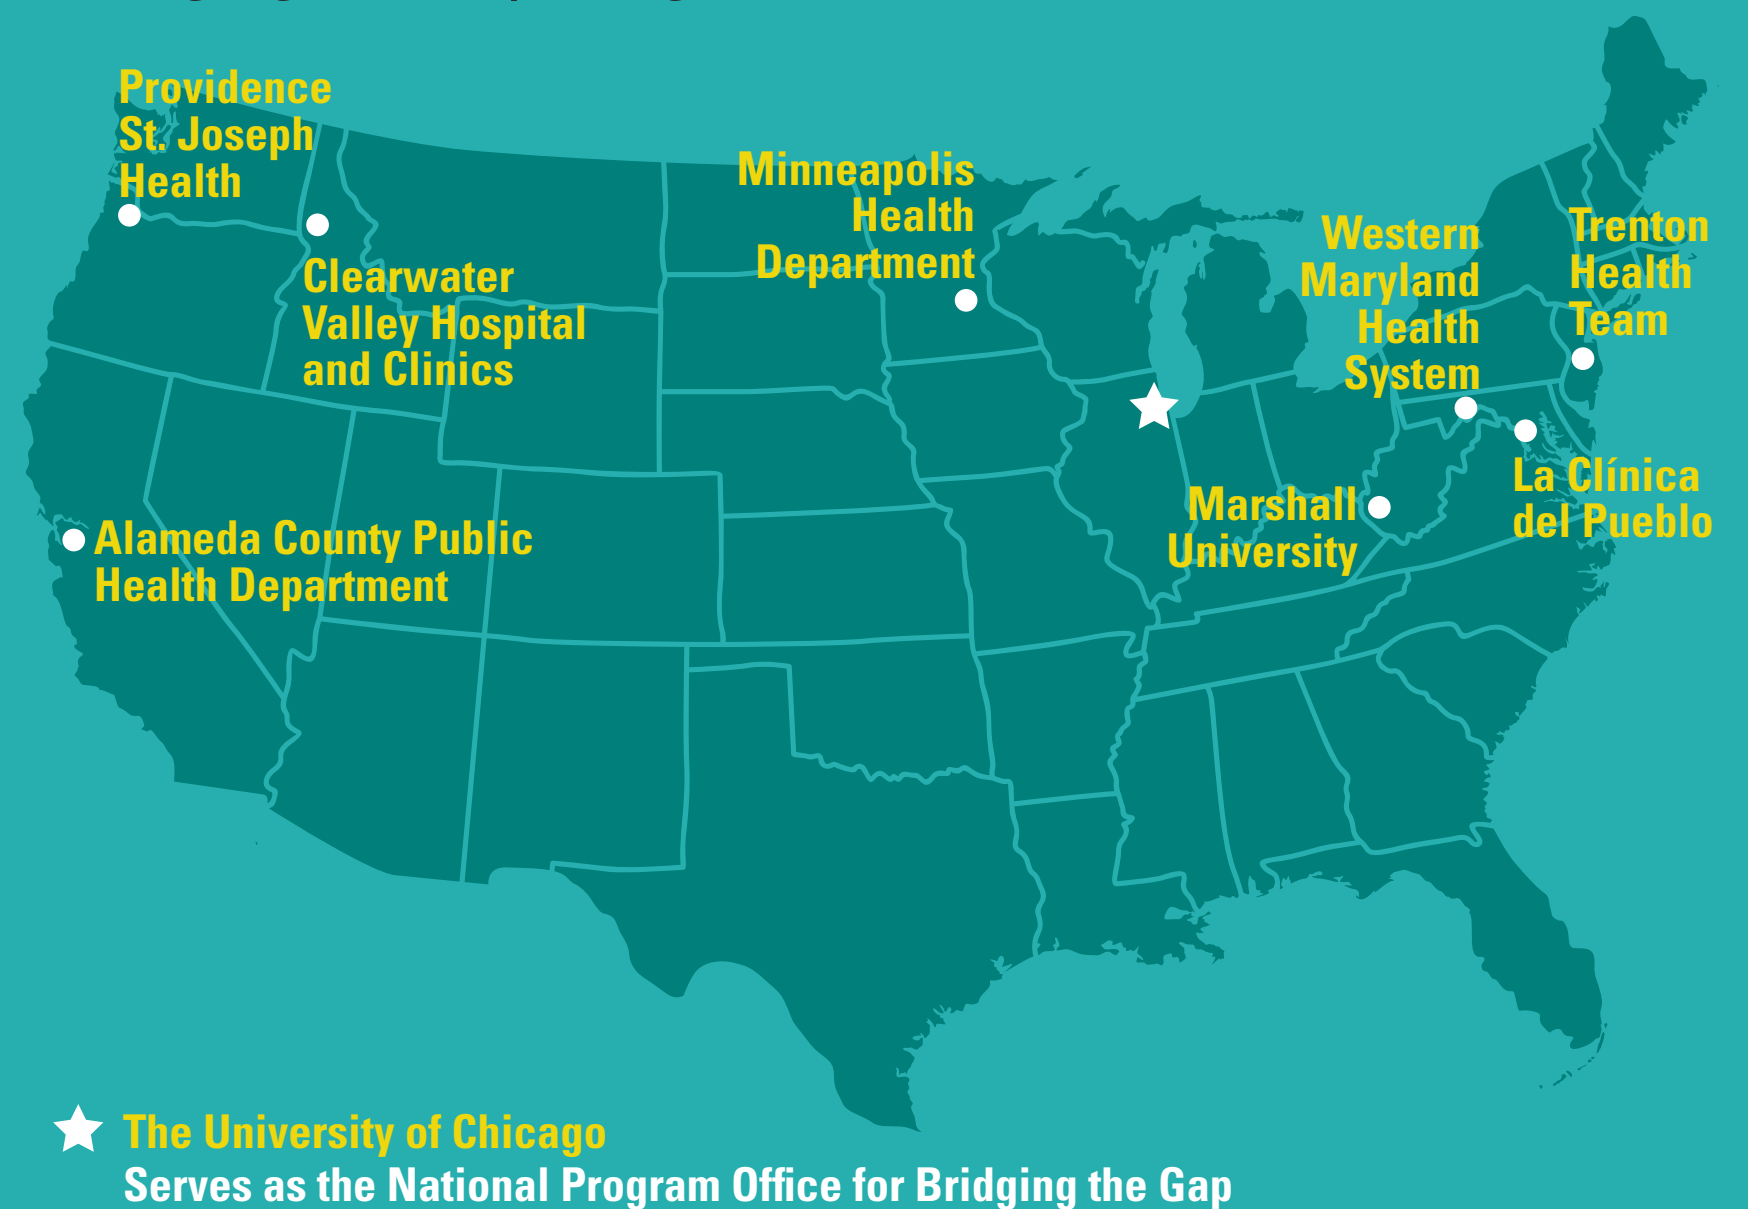 Providence
St. Joseph
Health
Clearwater
Valley Hospital
and Clinics
Minneapolis
Health
Department
Western
Maryland
Health
System
Trenton
Health
Team
Alameda County Public
Health Department
Marshall
University
La Clínica
del Pueblo
The University of Chicago
Serves as the National Program Office for Bridging the Gap